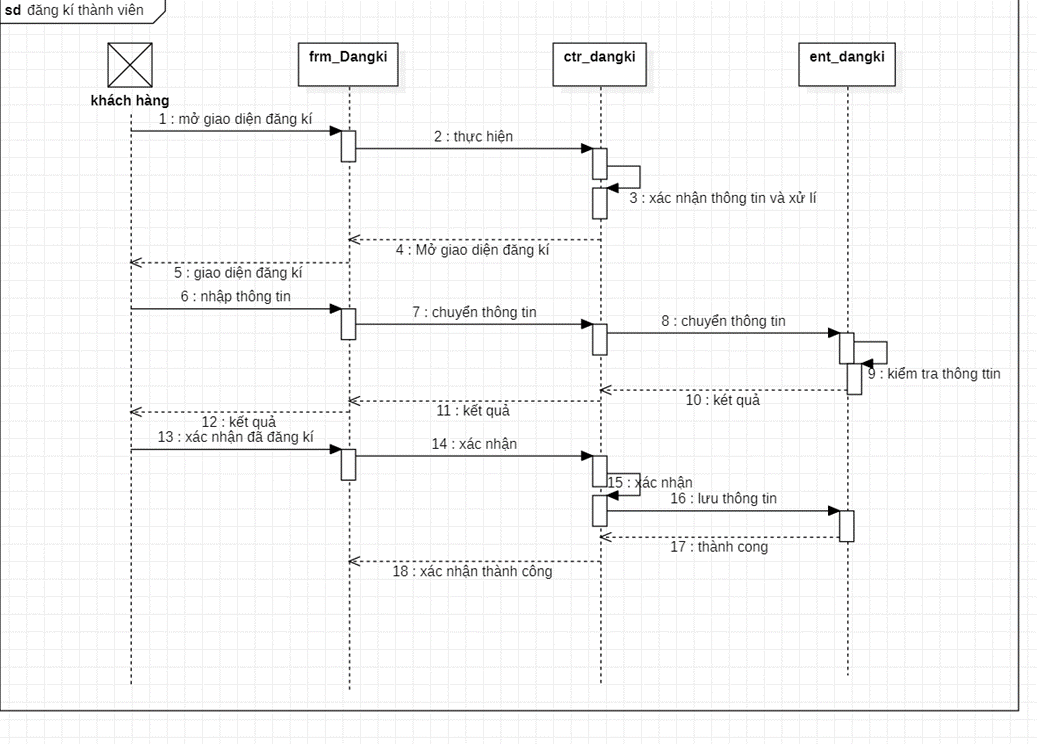 sd đăng kí thành viên
frm_Dangki
ctr_dangki
ent_dangki
khách hàng
1 : mở giao diện đăng kí
2 : thực hiện
3 : xác nhận thông tin và xử lí
4 : Mở giao diện đăng kí
5 : giao diện đăng kí
6 : nhập thông tin
7 : chuyển thông tin
8 : chuyển thông tin
9 : kiểm tra thông ttin
10 : két quả
11 : kết quả
12 : kết quả
13 : xác nhận đã đăng kí
14 : xác nhận
15 : xác nhận
16 : lưu thông tin
17 : thành cong
18 : xác nhận thành công